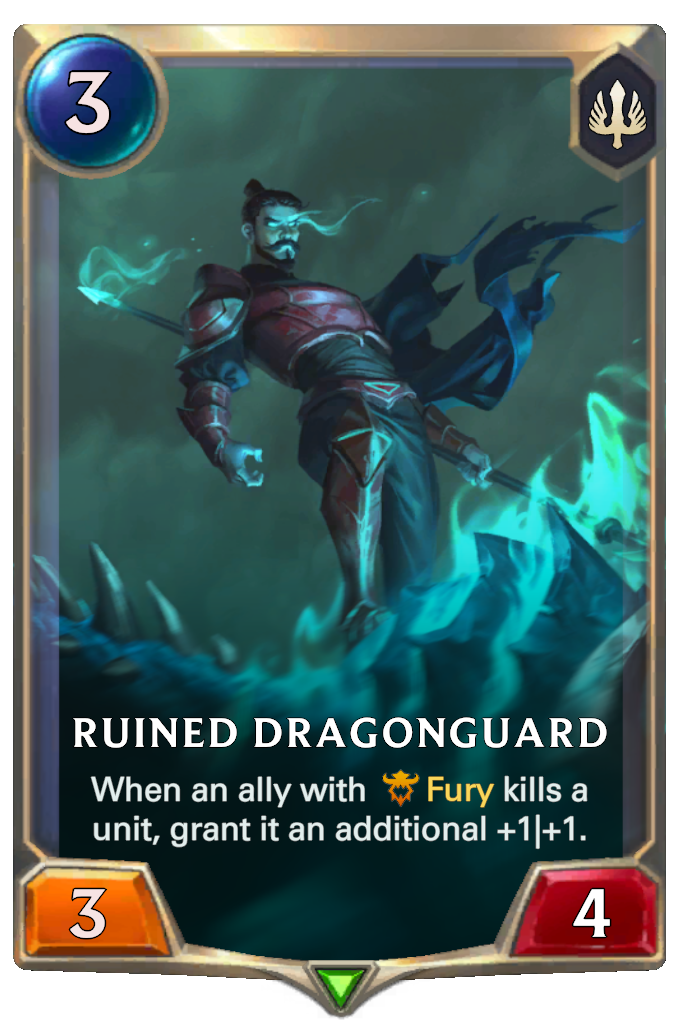 3
RUINED DRAGONGUARD
When an ally with Fury kills a
unit, grant it an additional +1|+1.
3
4